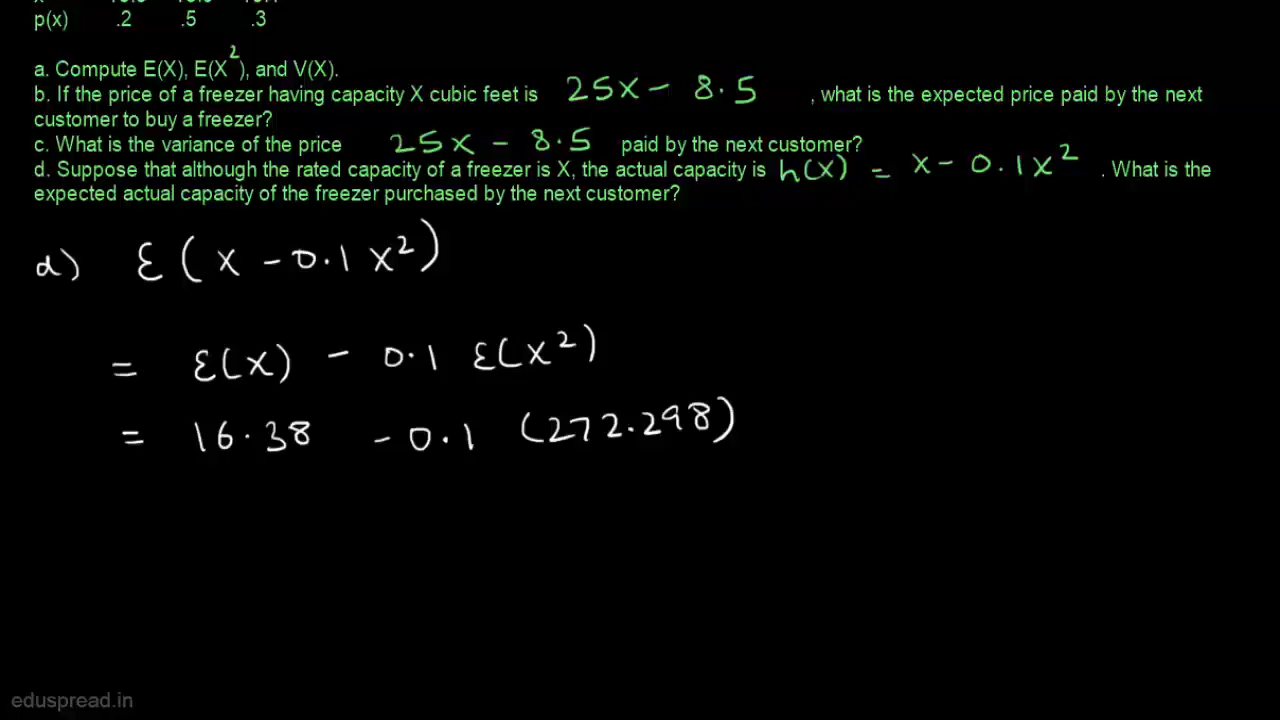 p(x) .2 .5 .3
a. Compute E(X), E(X²), and V(X).
b. If the price of a freezer having capacity X cubic feet is 25X - 8.5 , what is the expected price paid by the next
customer to buy a freezer?
c. What is the variance of the price 25X - 8.5 paid by the next customer?
d. Suppose that although the rated capacity of a freezer is X, the actual capacity is h(X) = X - 0.1X² . What is the
expected actual capacity of the freezer purchased by the next customer?
d) E(X - 0.1 X²)
= E(X) - 0.1 E(X²)
= 16.38 - 0.1 (272.298)
eduspread.in